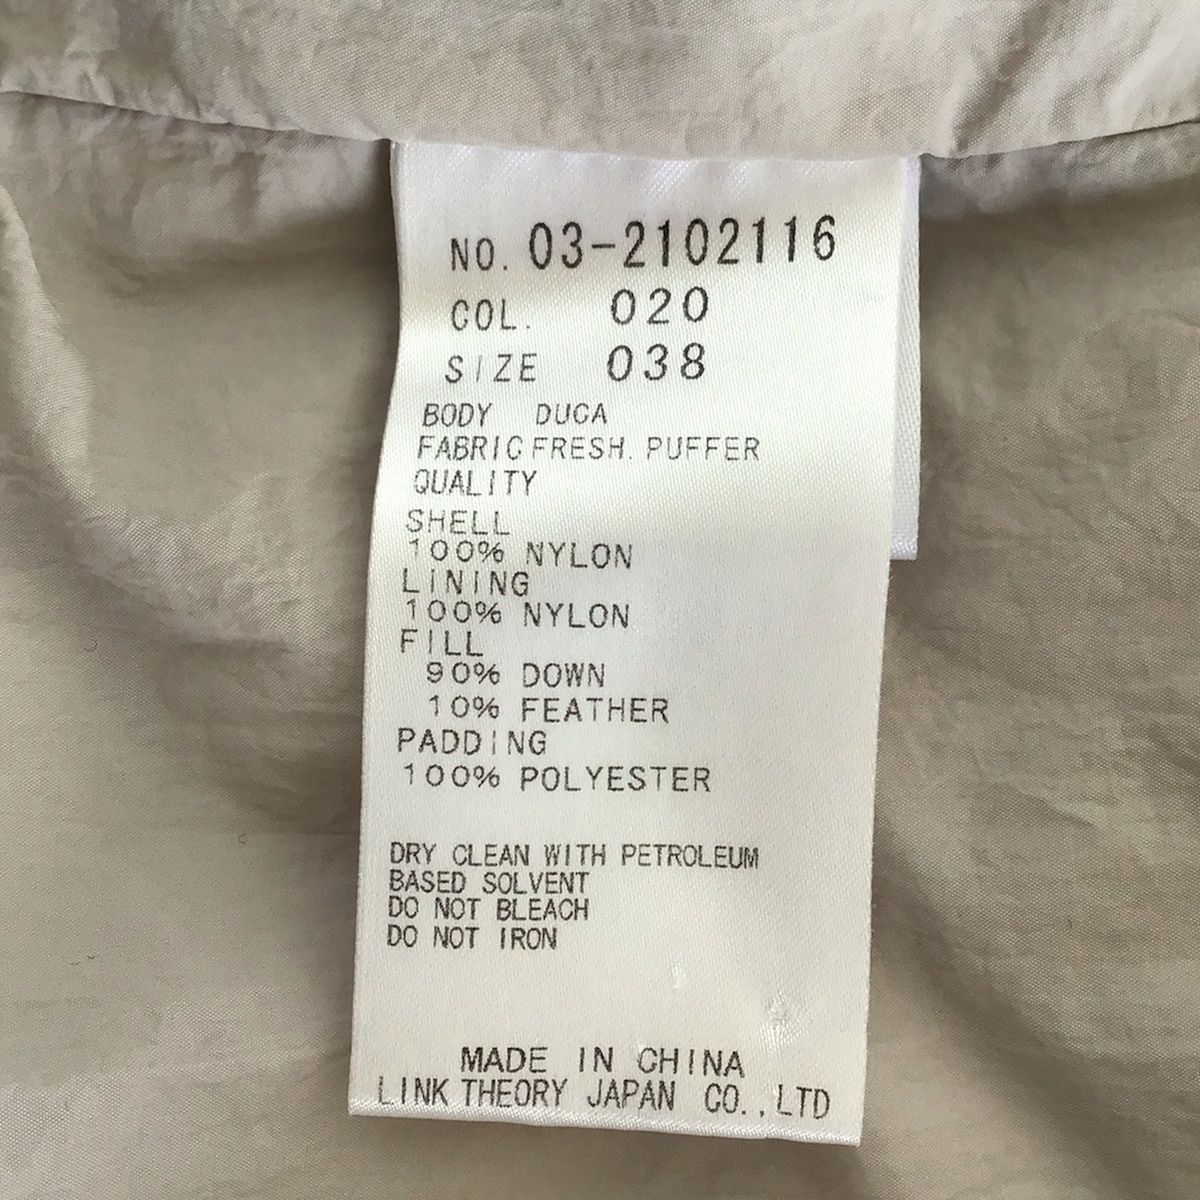 NO. 03-2102116
COL. 020
SIZE 038
BODY DUCA
FABRIC FRESH. PUFFER
QUALITY
SHELL
100% NYLON
LINING
100% NYLON
FILL
90% DOWN
10% FEATHER
PADDING
100% POLYESTER
DRY CLEAN WITH PETROLEUM
BASED SOLVENT
DO NOT BLEACH
DO NOT IRON
MADE IN CHINA
LINK THEORY JAPAN CO.,LTD